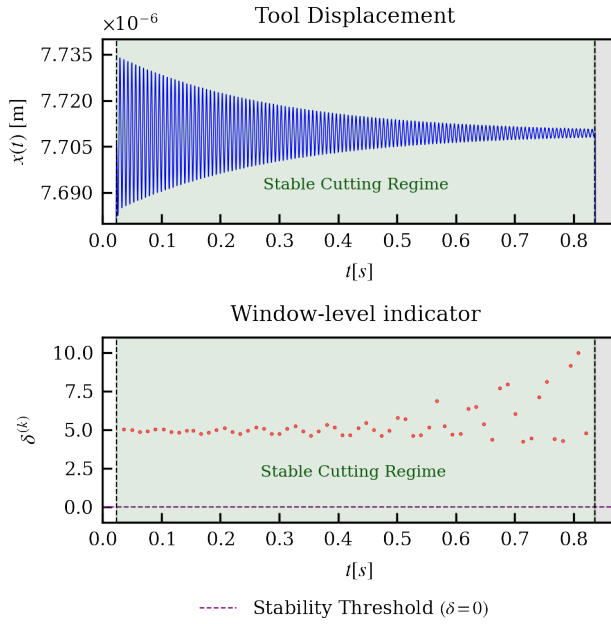 Tool Displacement
×10⁻⁶
7.735
7.720
7.705
7.690
x(t) [m]
Stable Cutting Regime
0.0 0.1 0.2 0.3 0.4 0.5 0.6 0.7 0.8
t[s]
Window-level indicator
10.0
7.5
5.0
2.5
0.0
δ⁽ᵏ⁾
Stable Cutting Regime
0.0 0.1 0.2 0.3 0.4 0.5 0.6 0.7 0.8
t[s]
Stability Threshold (δ = 0)